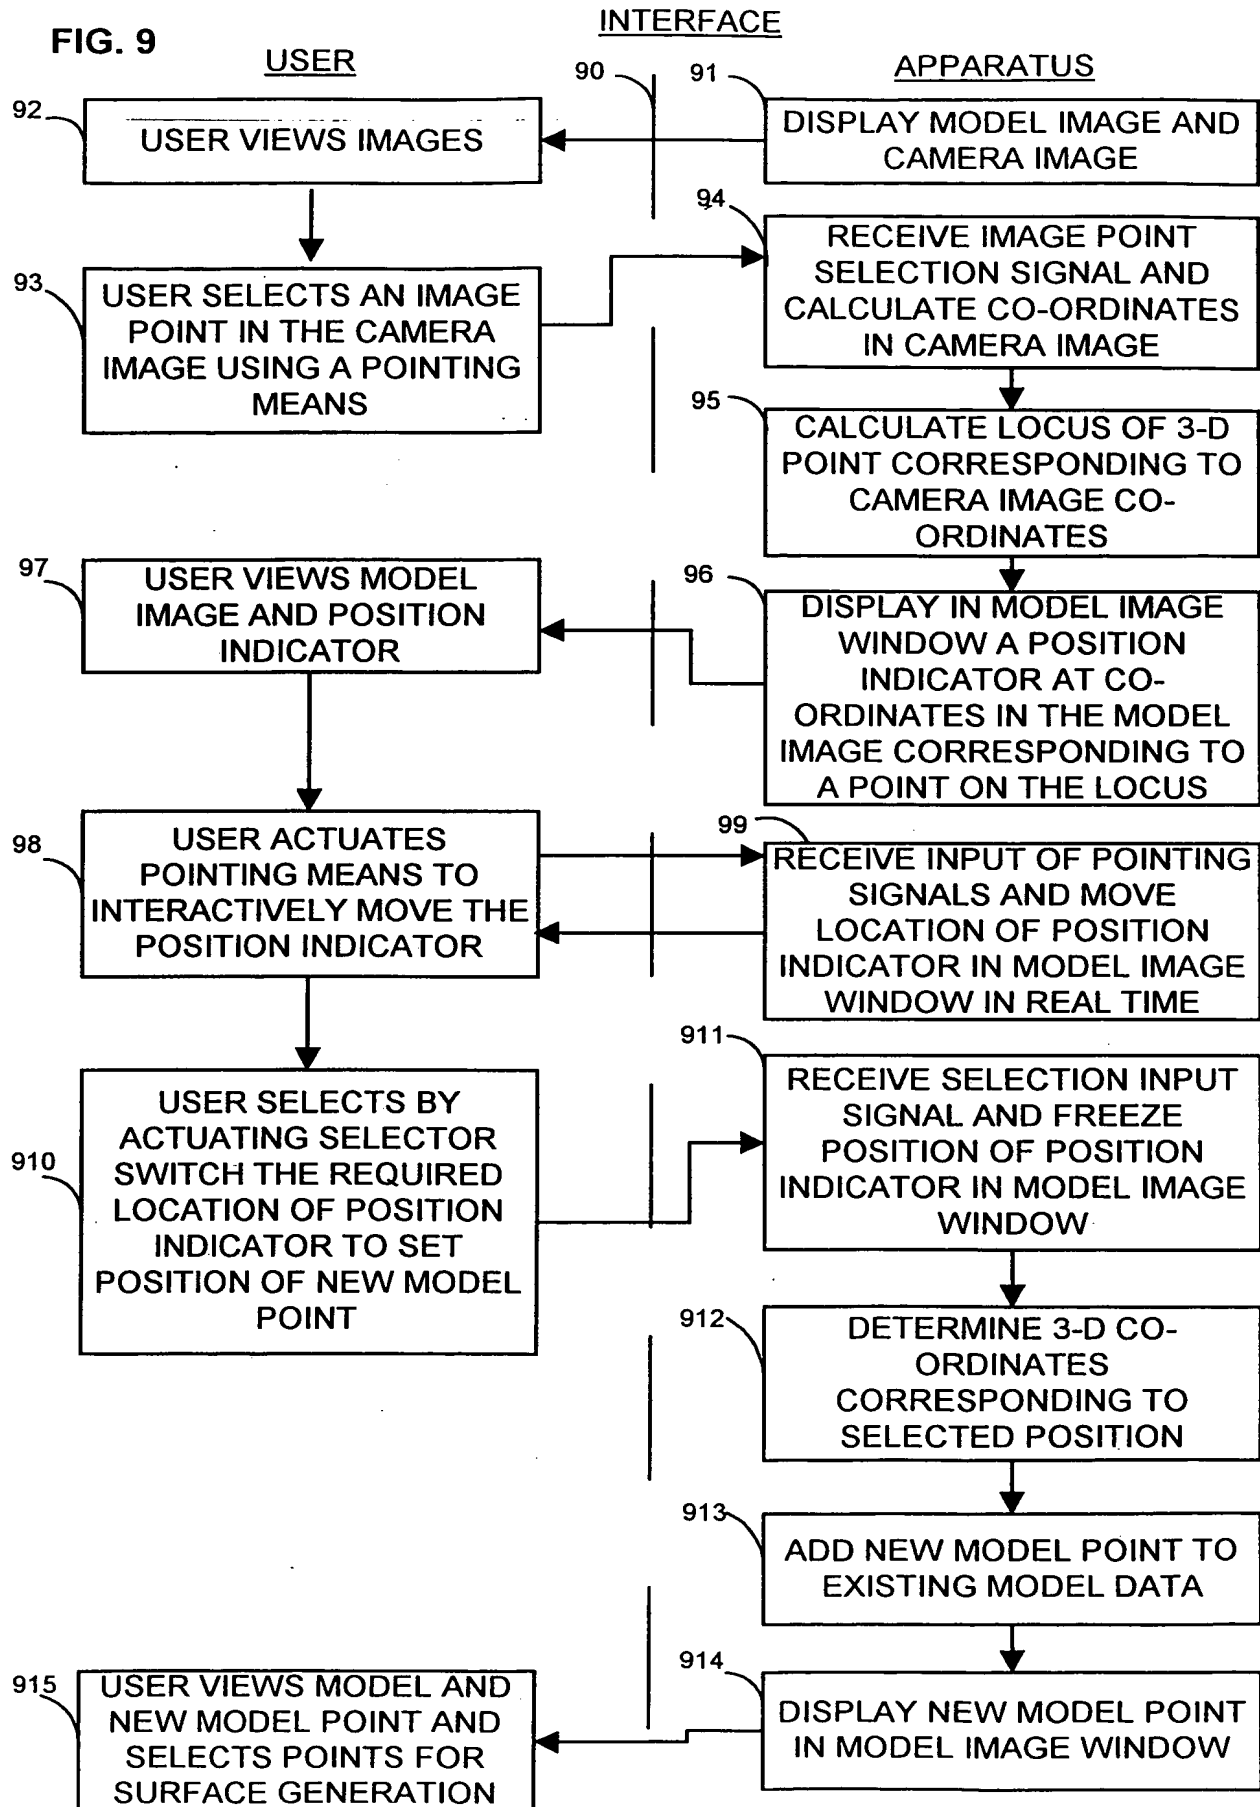 FIG. 9
INTERFACE
USER
90
91
APPARATUS
92
USER VIEWS IMAGES
DISPLAY MODEL IMAGE AND
CAMERA IMAGE
94
RECEIVE IMAGE POINT
SELECTION SIGNAL AND
CALCULATE CO-ORDINATES
IN CAMERA IMAGE
93
USER SELECTS AN IMAGE
POINT IN THE CAMERA
IMAGE USING A POINTING
MEANS
95
CALCULATE LOCUS OF 3-D
POINT CORRESPONDING TO
CAMERA IMAGE CO-
ORDINATES
97
USER VIEWS MODEL
IMAGE AND POSITION
INDICATOR
96
DISPLAY IN MODEL IMAGE
WINDOW A POSITION
INDICATOR AT CO-
ORDINATES IN THE MODEL
IMAGE CORRESPONDING TO
A POINT ON THE LOCUS
98
USER ACTUATES
POINTING MEANS TO
INTERACTIVELY MOVE THE
POSITION INDICATOR
99
RECEIVE INPUT OF POINTING
SIGNALS AND MOVE
LOCATION OF POSITION
INDICATOR IN MODEL IMAGE
WINDOW IN REAL TIME
910
USER SELECTS BY
ACTUATING SELECTOR
SWITCH THE REQUIRED
LOCATION OF POSITION
INDICATOR TO SET
POSITION OF NEW MODEL
POINT
911
RECEIVE SELECTION INPUT
SIGNAL AND FREEZE
POSITION OF POSITION
INDICATOR IN MODEL IMAGE
WINDOW
912
DETERMINE 3-D CO-
ORDINATES
CORRESPONDING TO
SELECTED POSITION
913
ADD NEW MODEL POINT TO
EXISTING MODEL DATA
914
DISPLAY NEW MODEL POINT
IN MODEL IMAGE WINDOW
915
USER VIEWS MODEL AND
NEW MODEL POINT AND
SELECTS POINTS FOR
SURFACE GENERATION